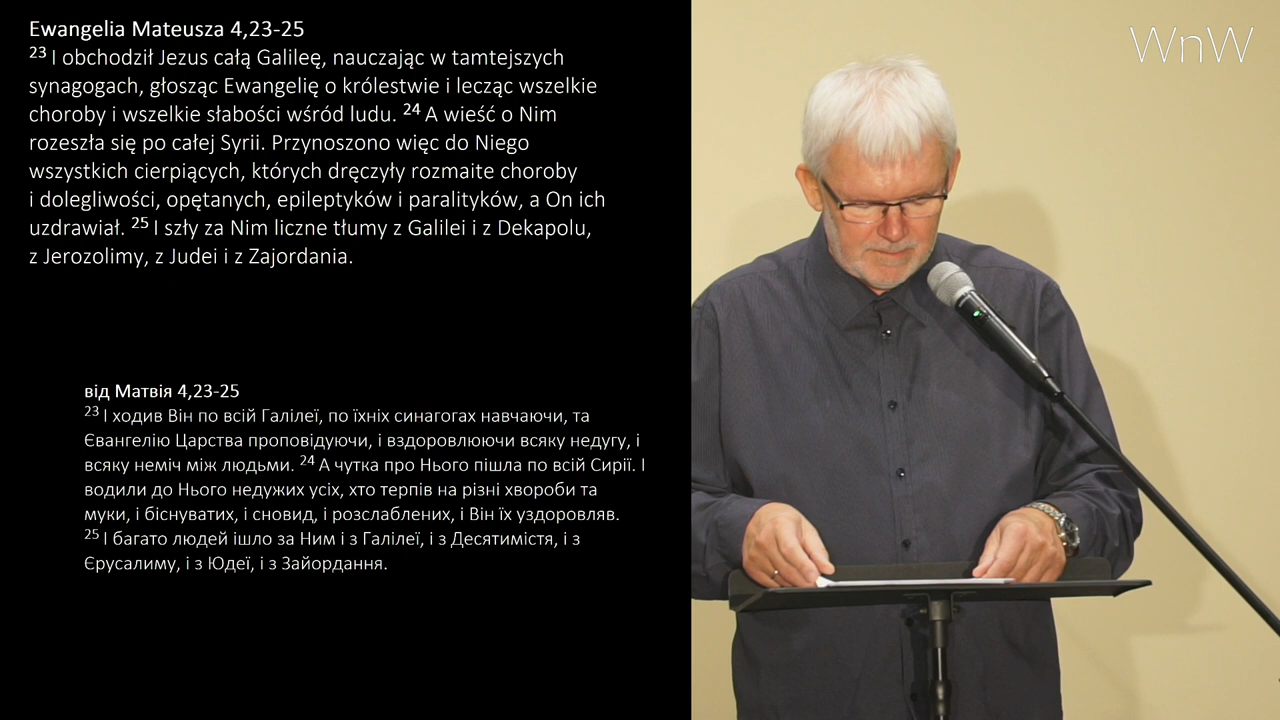 Ewangelia Mateusza 4,23-25
23 I obchodził Jezus całą Galileę, nauczając w tamtejszych
synagogach, głosząc Ewangelię o królestwie i lecząc wszelkie
choroby i wszelkie słabości wśród ludu. 24 A wieść o Nim
rozeszła się po całej Syrii. Przynoszono więc do Niego
wszystkich cierpiących, których dręczyły rozmaite choroby
i dolegliwości, opętanych, epileptyków i paralityków, a On ich
uzdrawiał. 25 I szły za Nim liczne tłumy z Galilei i z Dekapolu,
z Jerozolimy, z Judei i z Zajordania.
від Матвія 4,23-25
23 І ходив Він по всій Галілеї, по їхніх синагогах навчаючи, та
Євангелію Царства проповідуючи, і вздоровлюючи всяку недугу, і
всяку неміч між людьми. 24 А чутка про Нього пішла по всій Сирії. І
водили до Нього недужих усіх, хто терпів на різні хвороби та
муки, і біснуватих, і сновид, і розслаблених, і Він їх уздоровляв.
25 І багато людей ішло за Ним і з Галілеї, і з Десятимістя, і з
Єрусалиму, і з Юдеї, і з Зайордання.
WnW